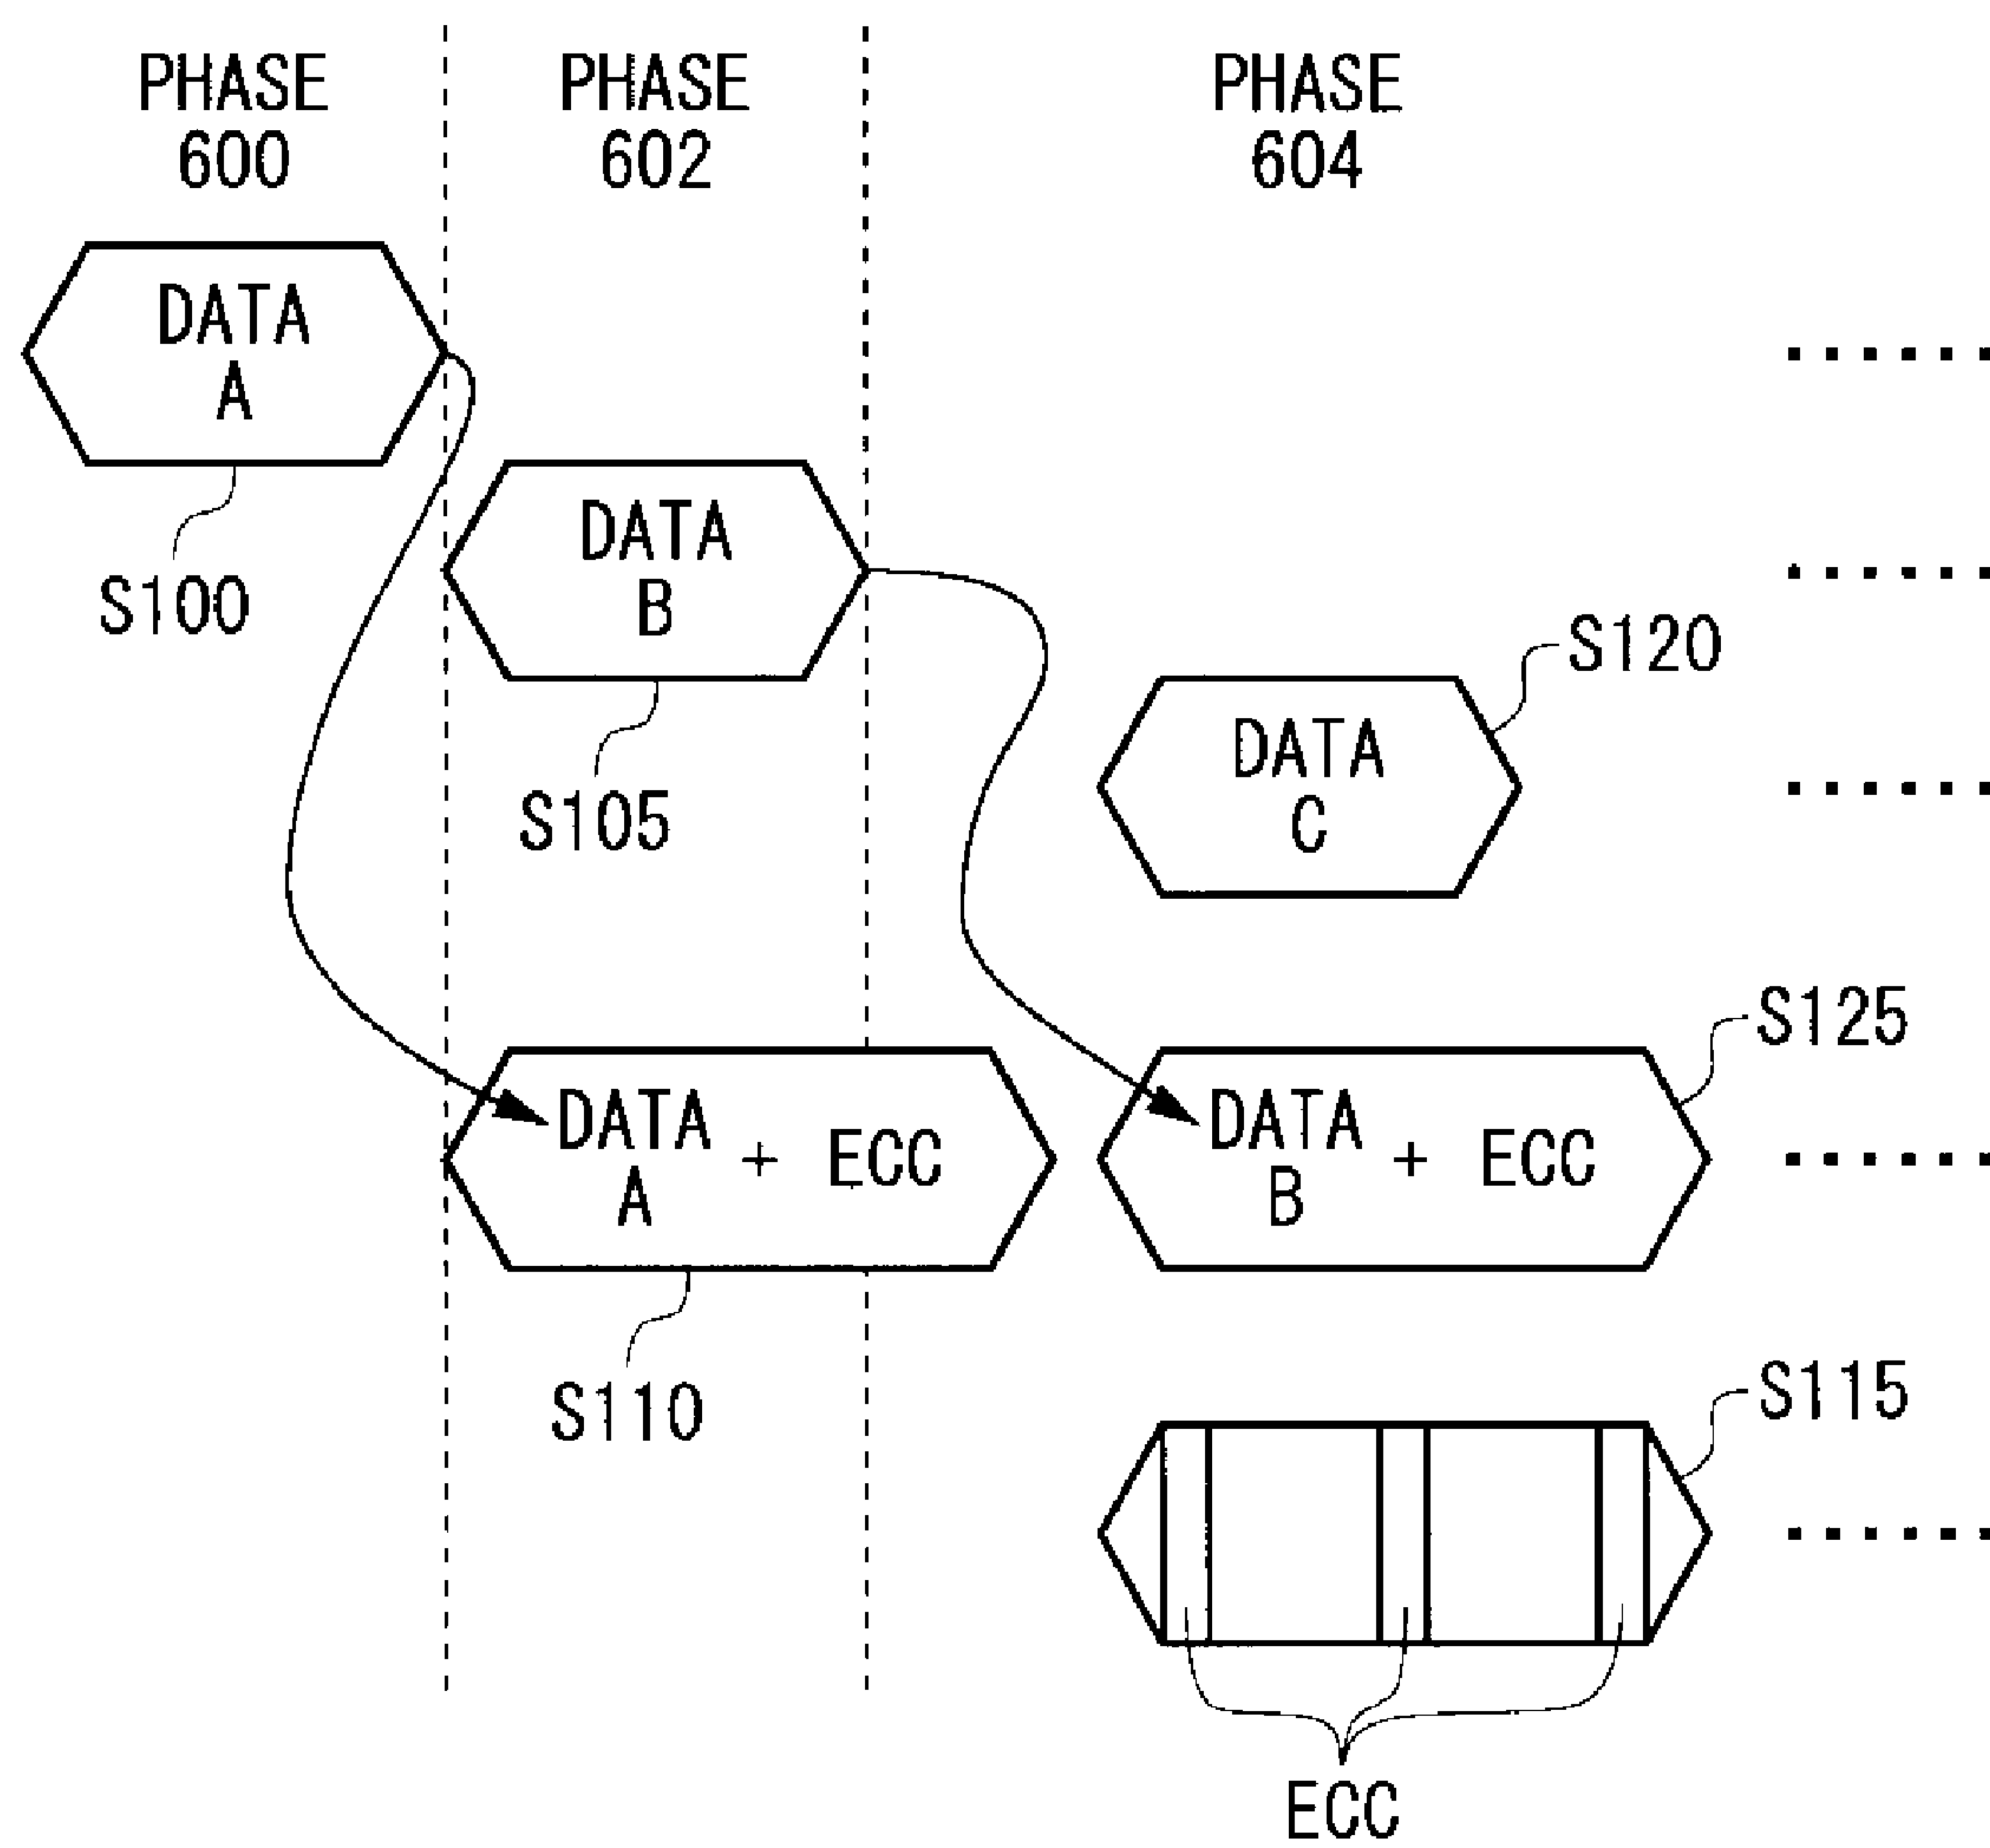 PHASE
600
PHASE
602
PHASE
604
DATA
A
S100
DATA
B
S105
S120
DATA
C
S125
DATA
A + ECC
DATA
B + ECC
S110
S115
ECC